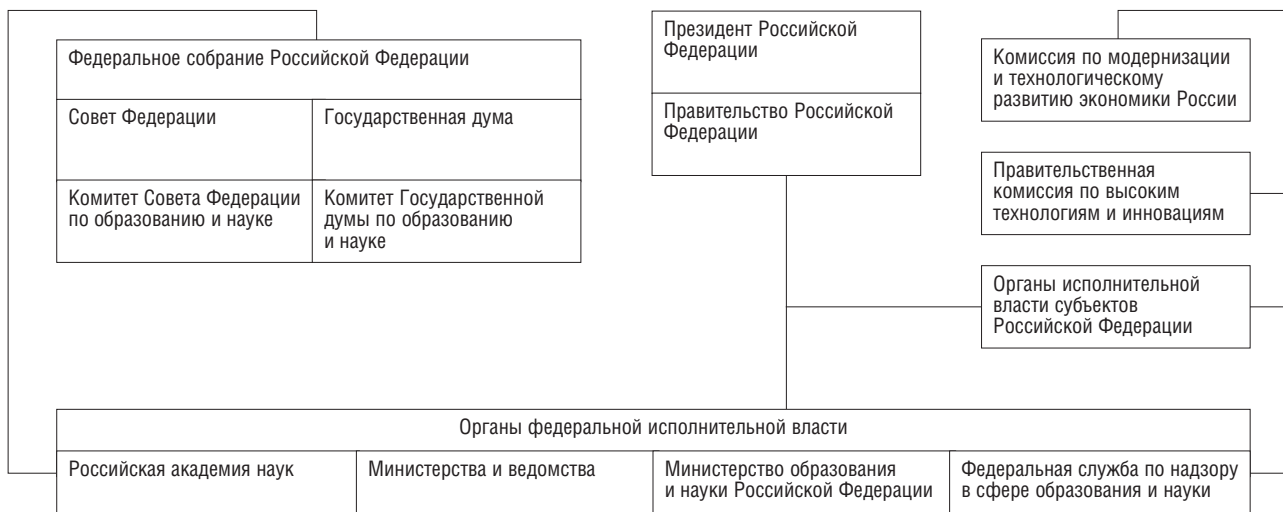 Федеральное собрание Российской Федерации
Совет Федерации
Государственная дума
Комитет Совета Федерации
по образованию и науке
Комитет Государственной
думы по образованию
и науке
Президент Российской
Федерации
Правительство Российской
Федерации
Комиссия по модернизации
и технологическому
развитию экономики России
Правительственная
комиссия по высоким
технологиям и инновациям
Органы исполнительной
власти субъектов
Российской Федерации
Органы федеральной исполнительной власти
Российская академия наук
Министерства и ведомства
Министерство образования
и науки Российской Федерации
Федеральная служба по надзору
в сфере образования и науки